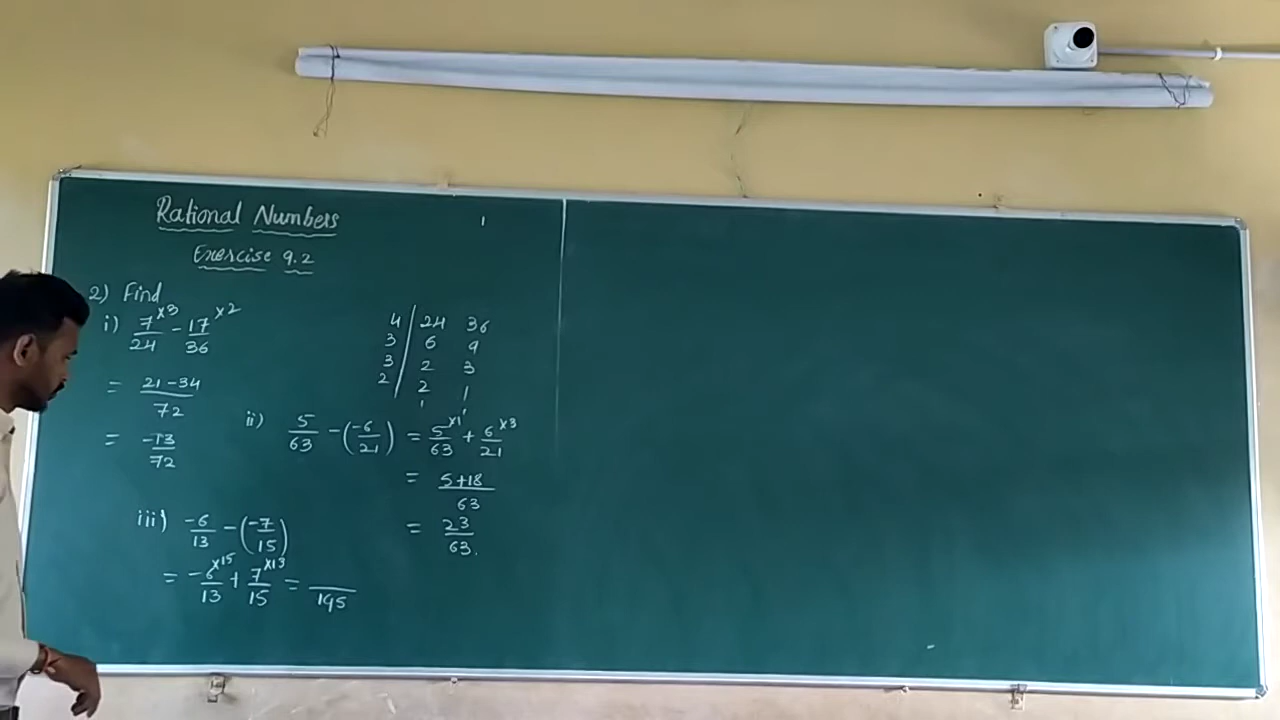 Rational Numbers
1
Exercise 9.2
2) Find
i) 7/24 ×3 - 17/36 ×2
= 21-34/72
= -13/72
4 | 24 36
3 | 6 9
3 | 2 3
2 | 2 1
1 1
ii) 5/63 - (-6/21) = 5/63 ×1 + 6/21 ×3
= 5+18/63
= 23/63.
iii) -6/13 - (-7/15)
= -6/13 ×15 + 7/15 ×13 = /195